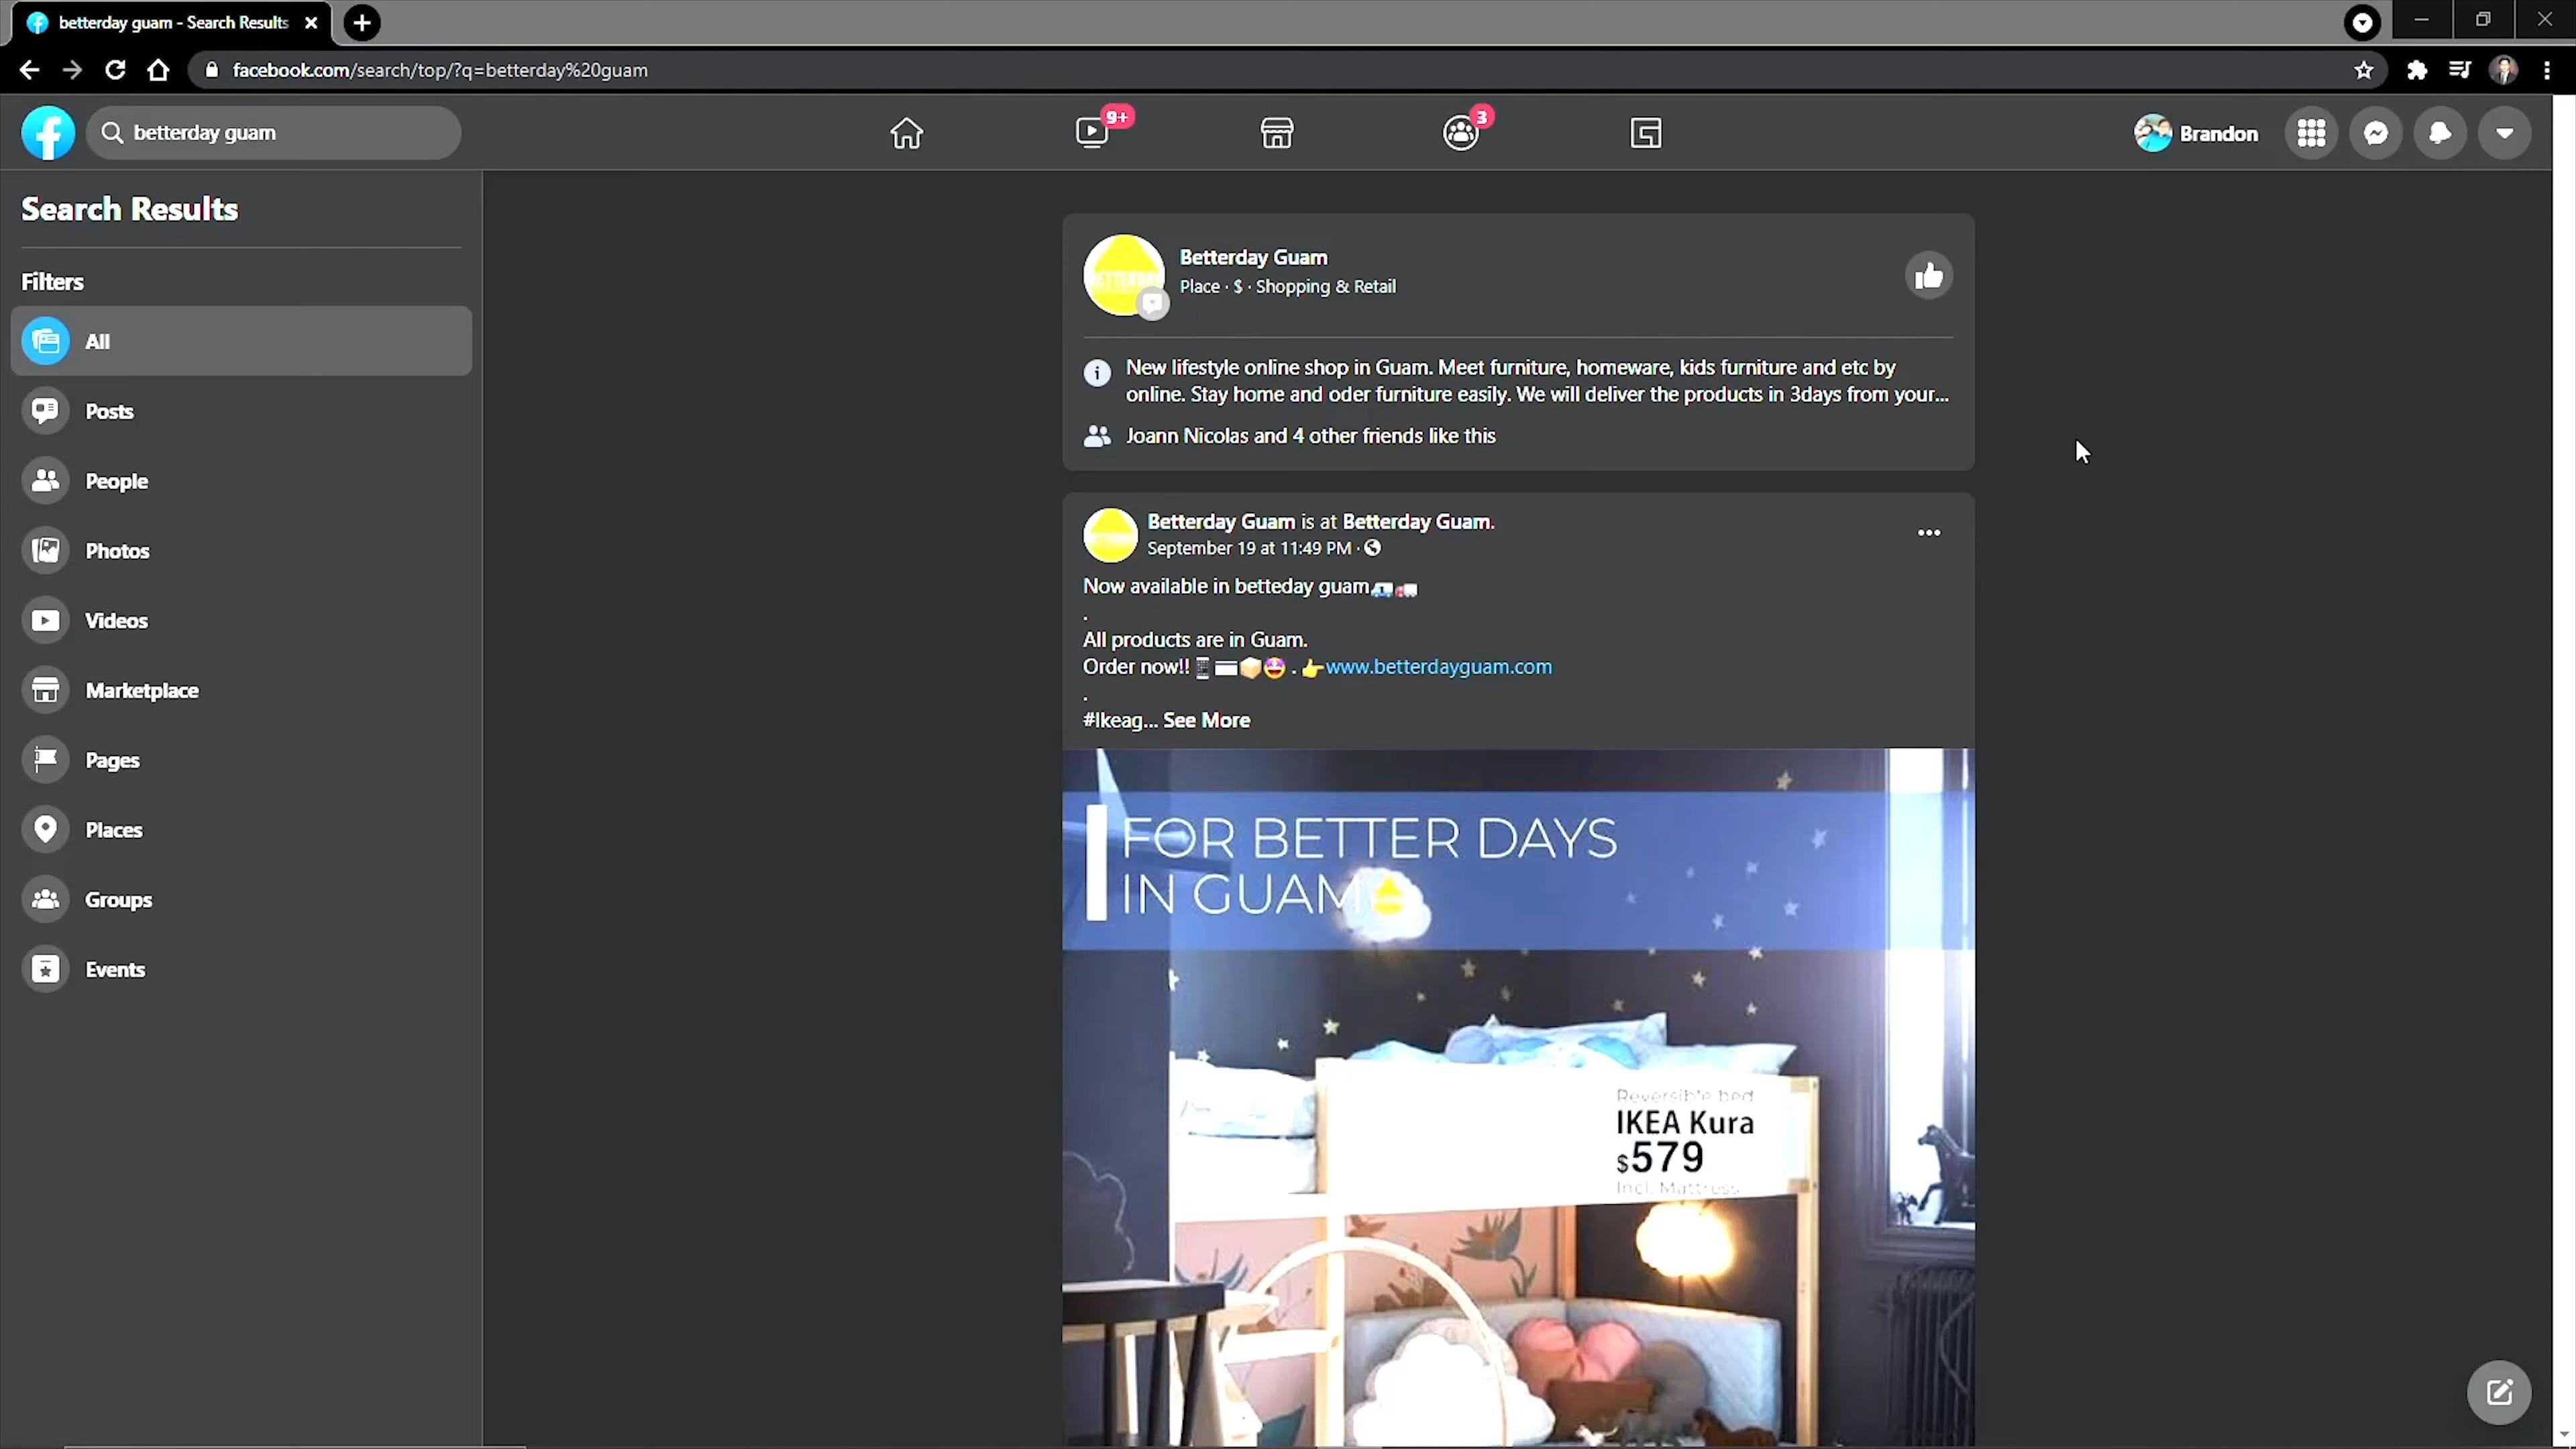 betterday guam - Search Results
facebook.com/search/top/?q=betterday%20guam
betterday guam
9+
3
Brandon
Search Results
Filters
All
Posts
People
Photos
Videos
Marketplace
Pages
Places
Groups
Events
Betterday Guam
Place · $ · Shopping & Retail
New lifestyle online shop in Guam. Meet furniture, homeware, kids furniture and etc by
online. Stay home and oder furniture easily. We will deliver the products in 3days from your...
Joann Nicolas and 4 other friends like this
Betterday Guam is at Betterday Guam.
September 19 at 11:49 PM ·
Now available in betteday guam
.
All products are in Guam.
Order now!! . 👉www.betterdayguam.com
.
#Ikeag... See More
FOR BETTER DAYS
IN GUAM
Reversible bed
IKEA Kura
$579
Incl. Mattress